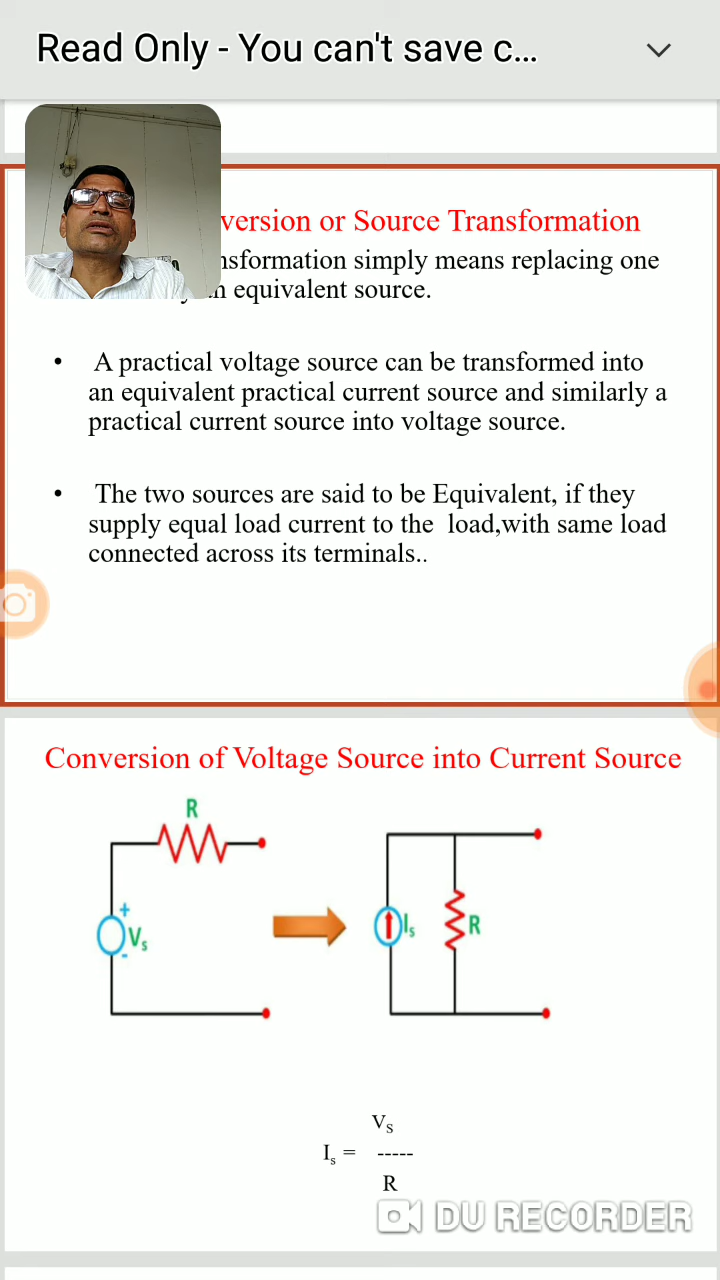 Read Only - You can't save c...
version or Source Transformation
nsformation simply means replacing one
equivalent source.
• A practical voltage source can be transformed into
an equivalent practical current source and similarly a
practical current source into voltage source.
• The two sources are said to be Equivalent, if they
supply equal load current to the load,with same load
connected across its terminals..
Conversion of Voltage Source into Current Source
R
+
Vs
-
Is
R
Vs
Is = -----
R
DU RECORDER